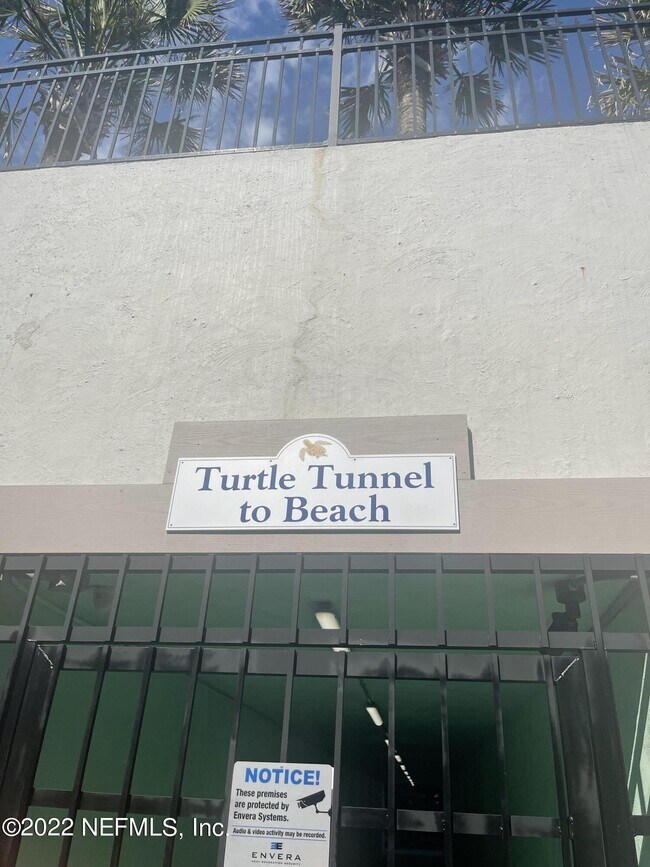 Turtle Tunnel
to Beach
NOTICE!
These premises
are protected by
Envera Systems.
Audio & video activity may be recorded.
ENVERA
©2022 NEFMLS, Inc